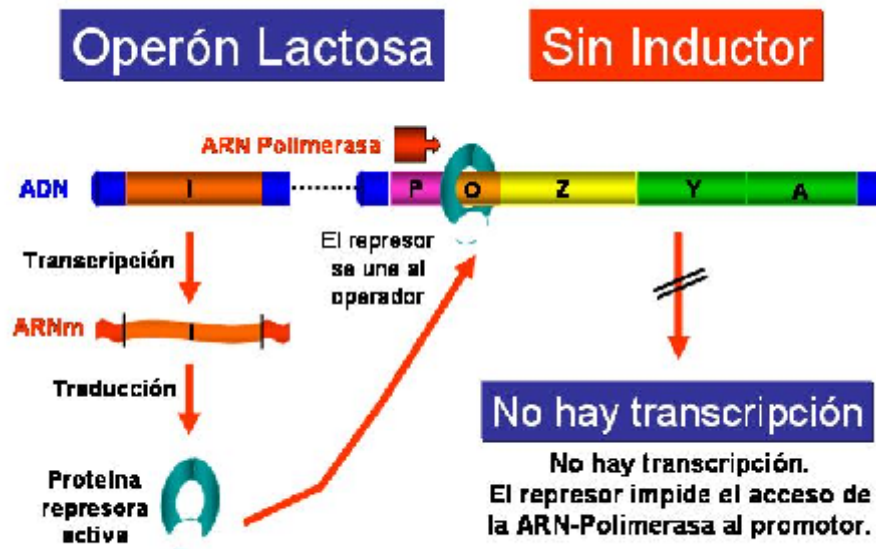 Operón Lactosa
Sin Inductor
ARN Polimerasa
ADN
I
P
O
Z
Y
A
Transcripción
El represor
se une al
operador
ARNm
I
Traducción
No hay transcripción
Proteína
represora
activa
No hay transcripción.
El represor impide el acceso de
la ARN-Polimerasa al promotor.